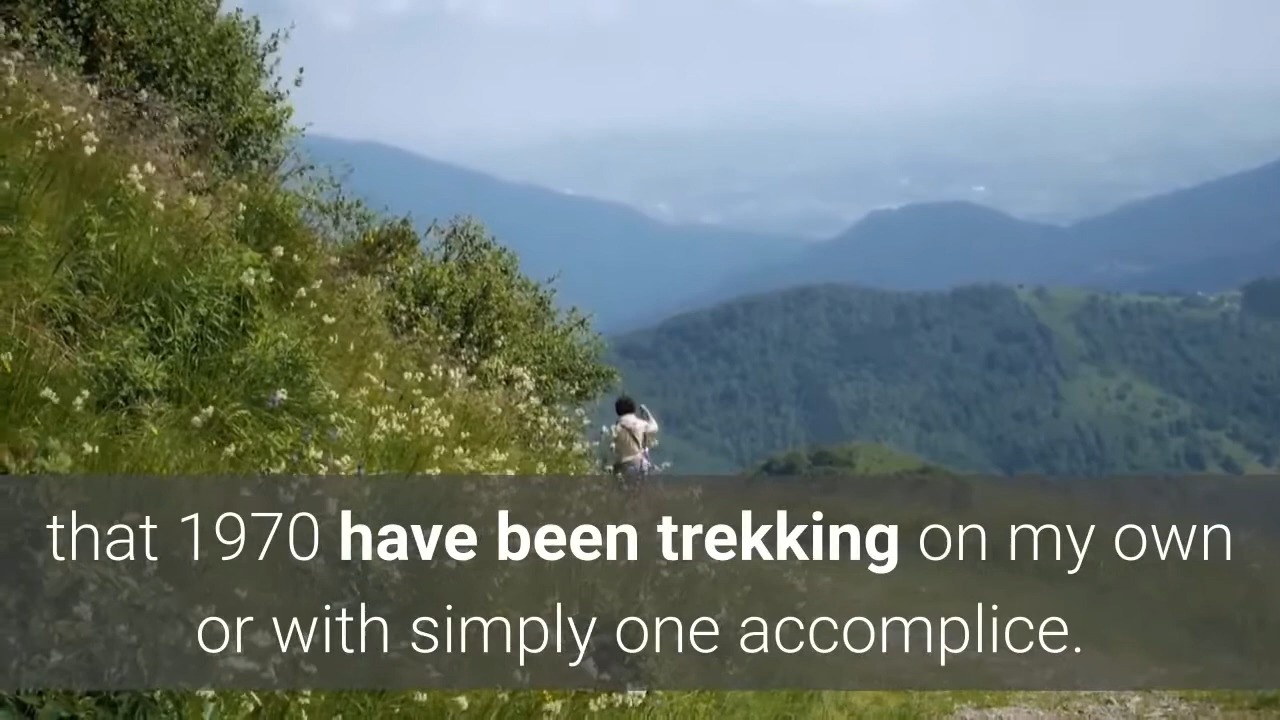 that 1970 have been trekking on my own
or with simply one accomplice.